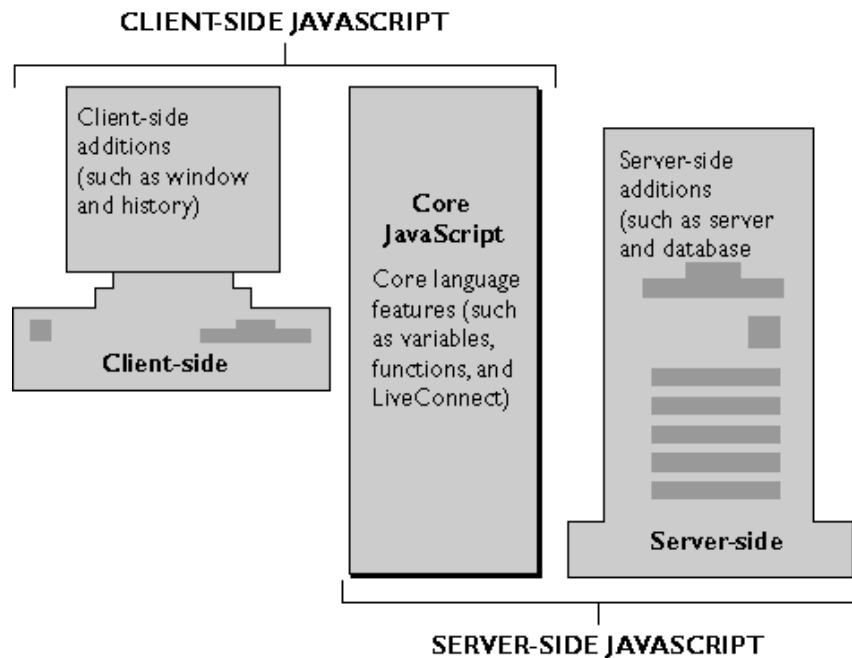 CLIENT-SIDE JAVASCRIPT
Client-side
additions
(such as window
and history)
Client-side
Core
JavaScript
Core language
features (such
as variables,
functions, and
LiveConnect)
Server-side
additions
(such as server
and database
Server-side
SERVER-SIDE JAVASCRIPT